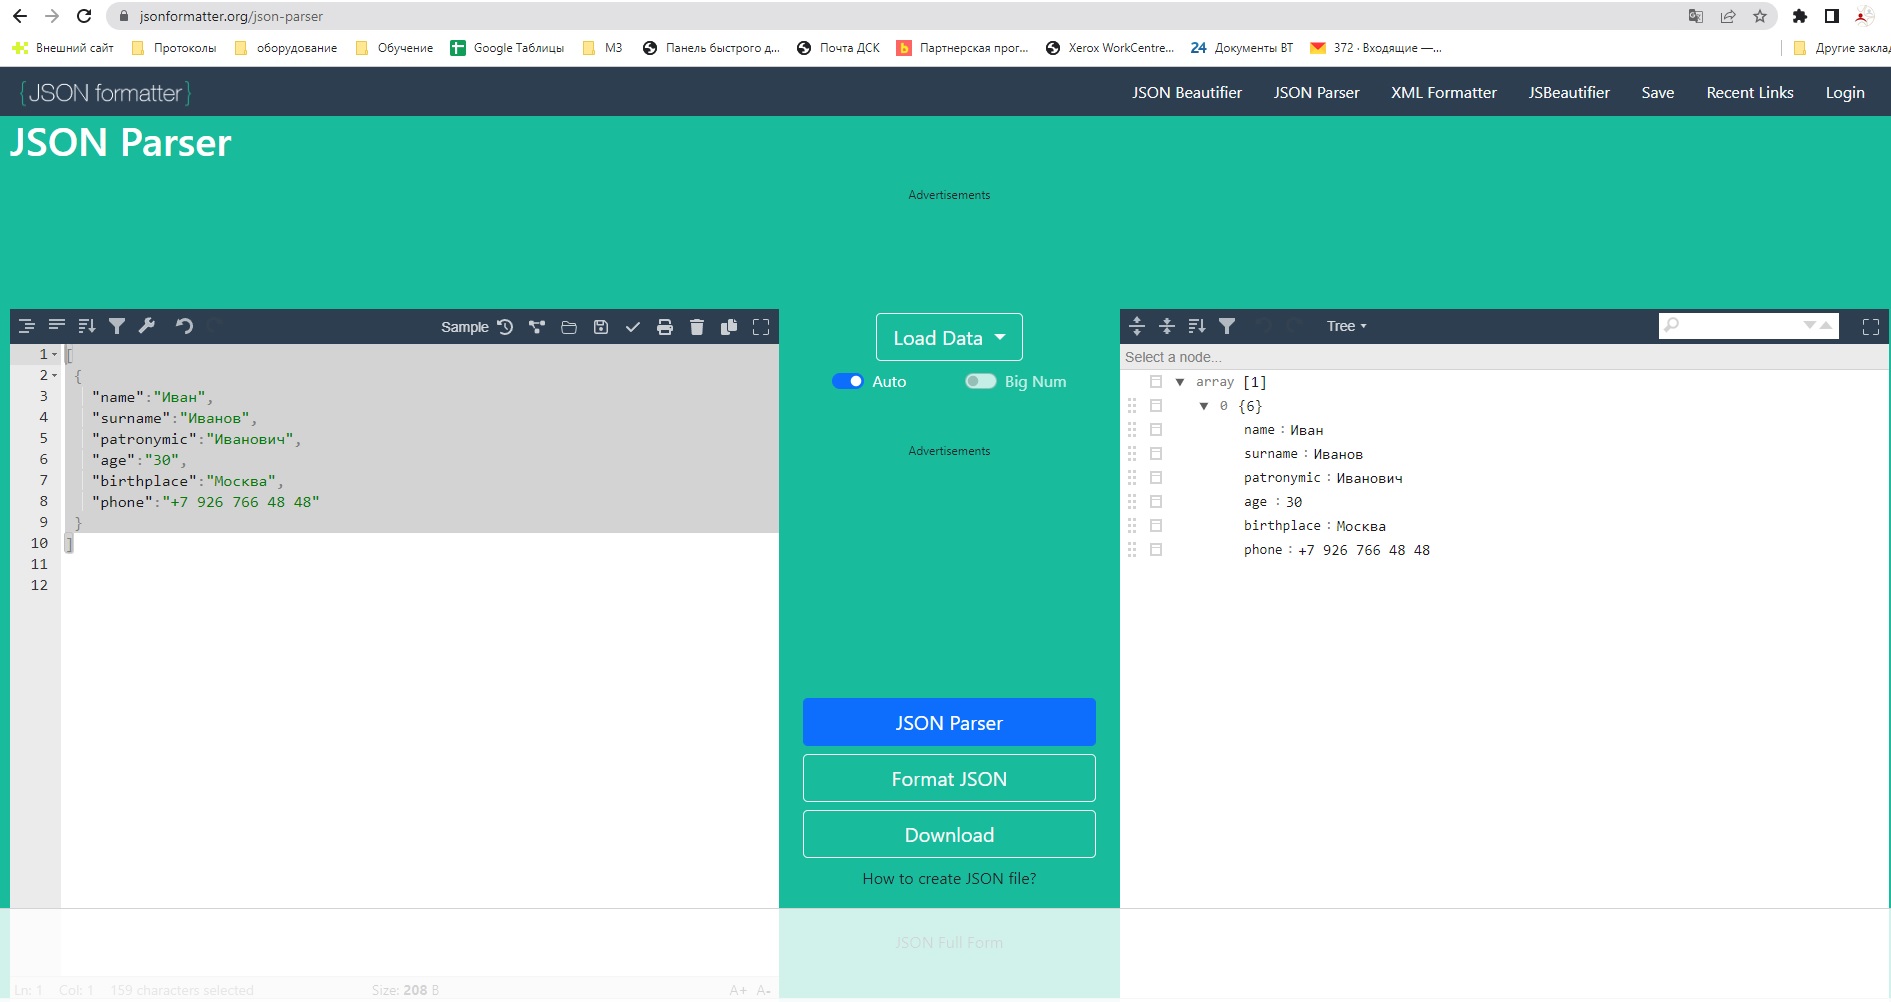 jsonformatter.org/json-parser
Внешний сайт Протоколы оборудование Обучение Google Таблицы МЗ Панель быстрого д... Почта ДСК b Партнерская прог... Xerox WorkCentre... 24 Документы ВТ 372 · Входящие —... Другие заклад
{JSON formatter} JSON Beautifier JSON Parser XML Formatter JSBeautifier Save Recent Links Login
JSON Parser
Advertisements
Sample
1 [
2 {
3 "name":"Иван",
4 "surname":"Иванов",
5 "patronymic":"Иванович",
6 "age":"30",
7 "birthplace":"Москва",
8 "phone":"+7 926 766 48 48"
9 }
10 ]
11
12
Ln: 1 Col: 1 159 characters selected Size: 208 B A+ A-
Load Data
Auto Big Num
Advertisements
JSON Parser
Format JSON
Download
How to create JSON file?
JSON Full Form
Tree
Select a node...
array [1]
0 {6}
name : Иван
surname : Иванов
patronymic : Иванович
age : 30
birthplace : Москва
phone : +7 926 766 48 48